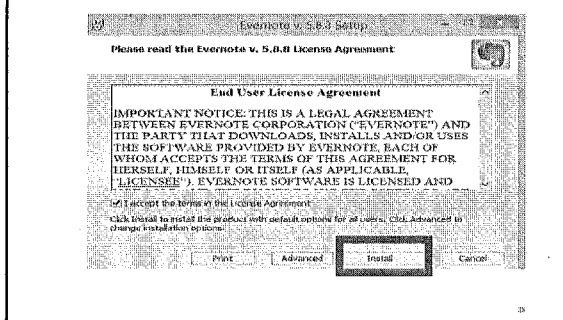 Evernote v. 5.8.8 Setup
Please read the Evernote v. 5.8.8 License Agreement
End User License Agreement
IMPORTANT NOTICE: THIS IS A LEGAL AGREEMENT
BETWEEN EVERNOTE CORPORATION ("EVERNOTE") AND
THE PARTY THAT DOWNLOADS, INSTALLS AND/OR USES
THE SOFTWARE PROVIDED BY EVERNOTE, EACH OF
WHOM ACCEPTS THE TERMS OF THIS AGREEMENT FOR
HERSELF, HIMSELF OR ITSELF (AS APPLICABLE,
"LICENSEE"). EVERNOTE SOFTWARE IS LICENSED AND
I accept the terms in the License Agreement
Click Install to install the product with default options for all users. Click Advanced to
change installation options.
Print Advanced Install Cancel